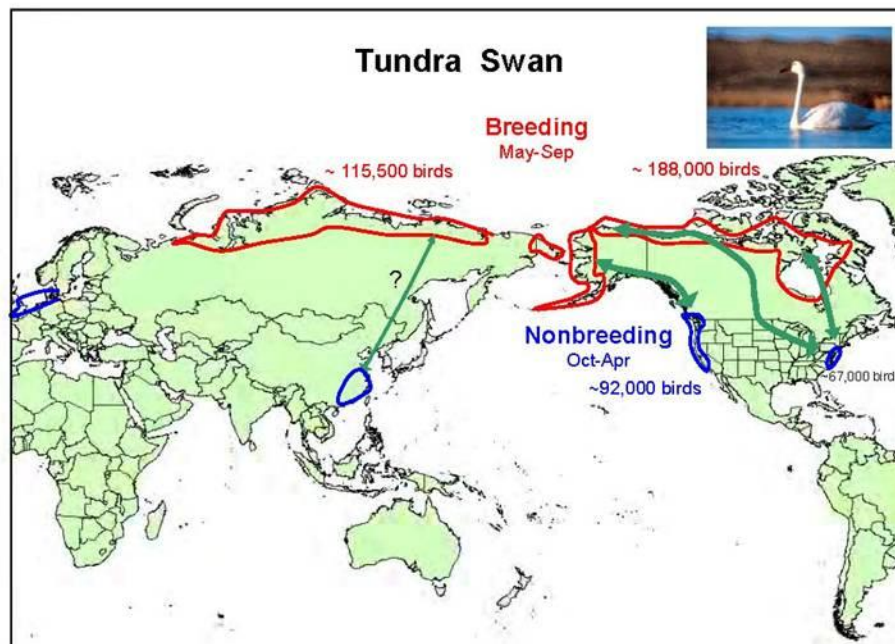 Tundra Swan
Breeding
May-Sep
~ 115,500 birds
~ 188,000 birds
?
Nonbreeding
Oct-Apr
~92,000 birds
~67,000 bird